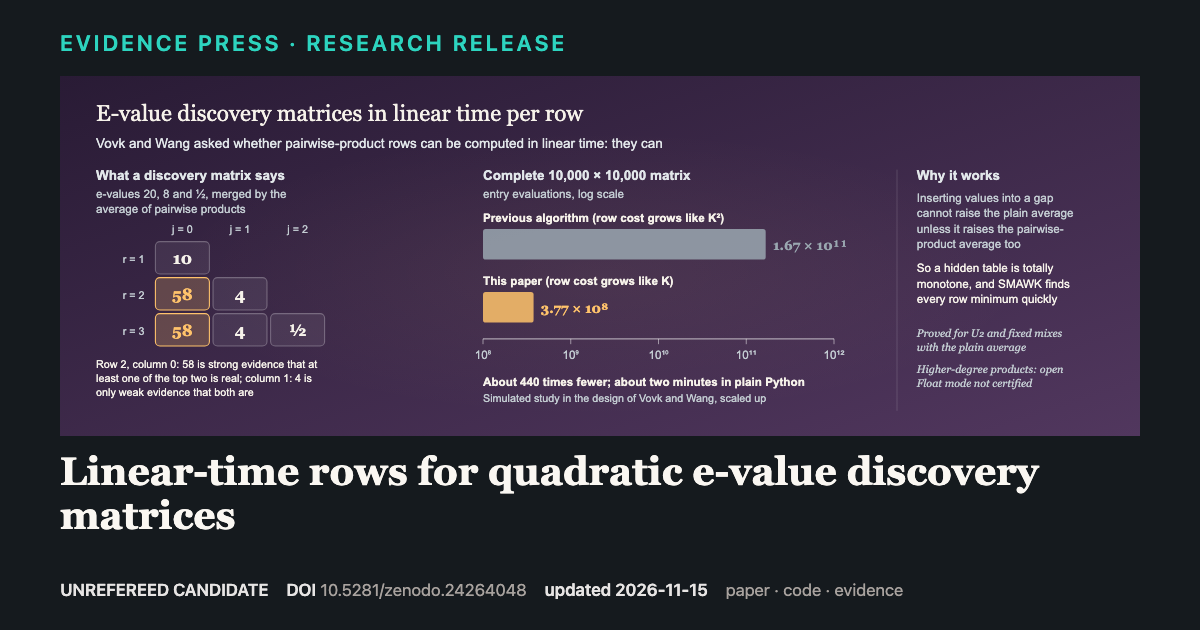 EVIDENCE PRESS · RESEARCH RELEASE
E-value discovery matrices in linear time per row
Vovk and Wang asked whether pairwise-product rows can be computed in linear time: they can
What a discovery matrix says
e-values 20, 8 and ½, merged by the
average of pairwise products
j = 0 j = 1 j = 2
r = 1 10
r = 2 58 4
r = 3 58 4 ½
Row 2, column 0: 58 is strong evidence that at
least one of the top two is real; column 1: 4 is
only weak evidence that both are
Complete 10,000 × 10,000 matrix
entry evaluations, log scale
Previous algorithm (row cost grows like K²)
1.67 × 10¹¹
This paper (row cost grows like K)
3.77 × 10⁸
10⁸ 10⁹ 10¹⁰ 10¹¹ 10¹²
About 440 times fewer; about two minutes in plain Python
Simulated study in the design of Vovk and Wang, scaled up
Why it works
Inserting values into a gap
cannot raise the plain average
unless it raises the pairwise-
product average too
So a hidden table is totally
monotone, and SMAWK finds
every row minimum quickly
Proved for U₂ and fixed mixes
with the plain average
Higher-degree products: open
Float mode not certified
Linear-time rows for quadratic e-value discovery
matrices
UNREFEREED CANDIDATE DOI 10.5281/zenodo.24264048 updated 2026-11-15 paper · code · evidence